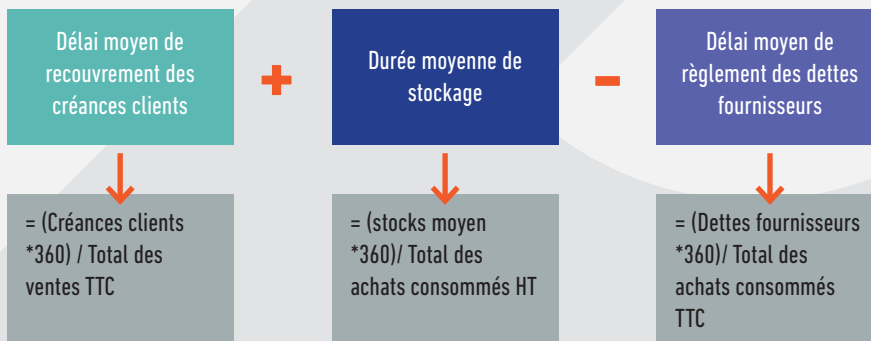 Délai moyen de
recouvrement des
créances clients
+
Durée moyenne de
stockage
-
Délai moyen de
règlement des dettes
fournisseurs
= (Créances clients
*360) / Total des
ventes TTC
= (stocks moyen
*360)/ Total des
achats consommés HT
= (Dettes fournisseurs
*360)/ Total des
achats consommés
TTC